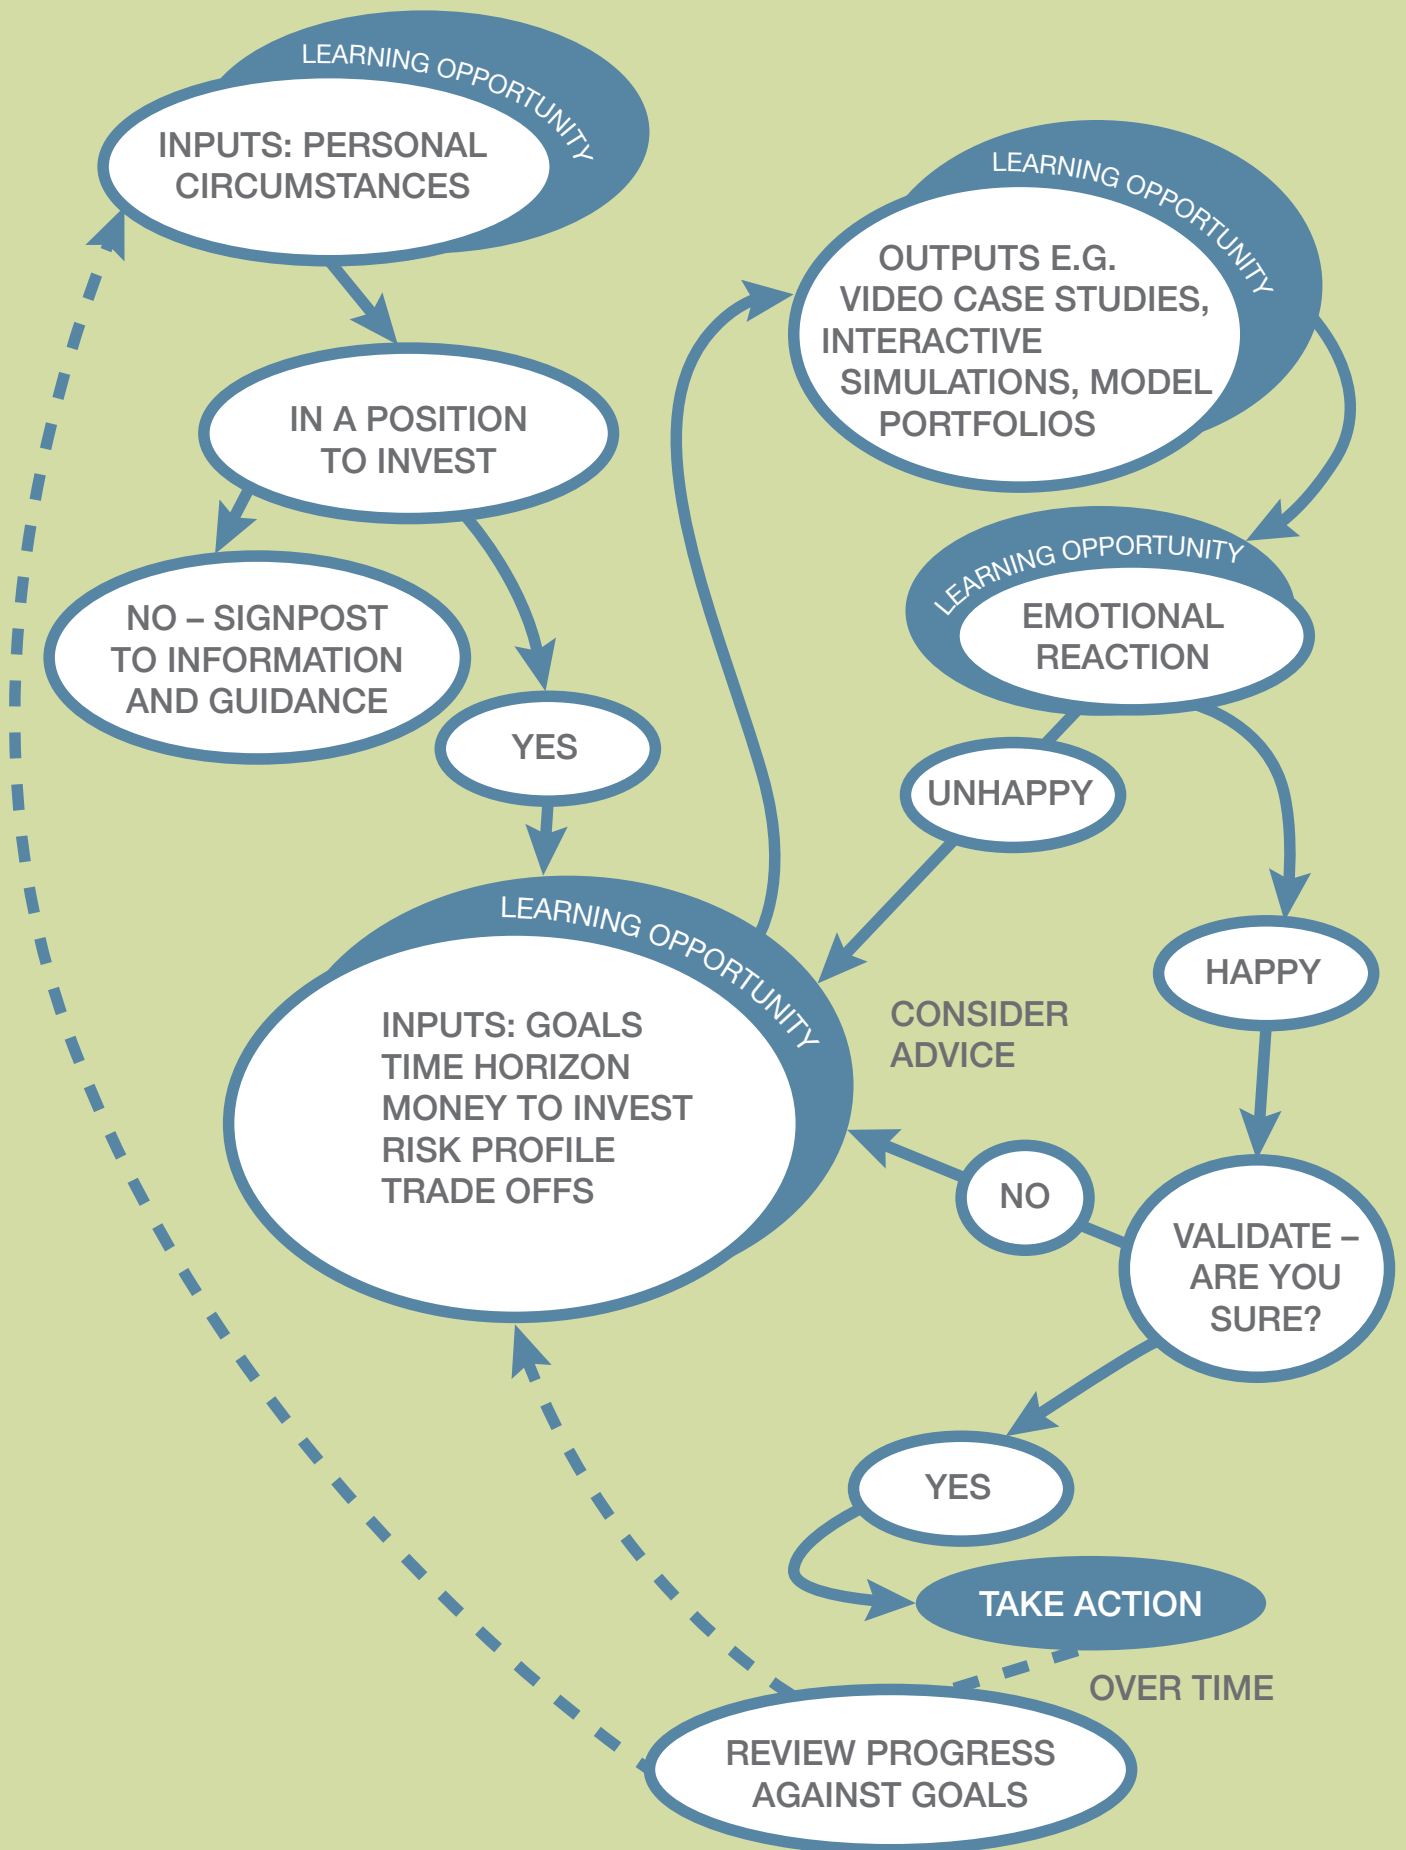 LEARNING OPPORTUNITY
INPUTS: PERSONAL
CIRCUMSTANCES
IN A POSITION
TO INVEST
NO – SIGNPOST
TO INFORMATION
AND GUIDANCE
YES
LEARNING OPPORTUNITY
INPUTS: GOALS
TIME HORIZON
MONEY TO INVEST
RISK PROFILE
TRADE OFFS
LEARNING OPPORTUNITY
OUTPUTS E.G.
VIDEO CASE STUDIES,
INTERACTIVE
SIMULATIONS, MODEL
PORTFOLIOS
LEARNING OPPORTUNITY
EMOTIONAL
REACTION
UNHAPPY
HAPPY
CONSIDER
ADVICE
NO
VALIDATE –
ARE YOU
SURE?
YES
TAKE ACTION
OVER TIME
REVIEW PROGRESS
AGAINST GOALS